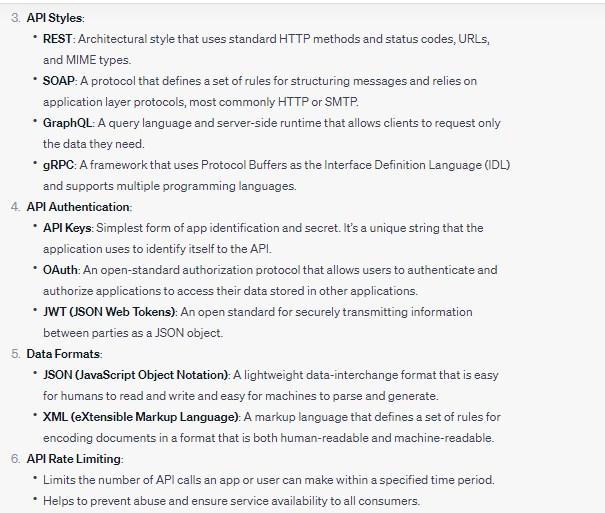 3. API Styles:
• REST: Architectural style that uses standard HTTP methods and status codes, URLs,
and MIME types.
• SOAP: A protocol that defines a set of rules for structuring messages and relies on
application layer protocols, most commonly HTTP or SMTP.
• GraphQL: A query language and server-side runtime that allows clients to request only
the data they need.
• gRPC: A framework that uses Protocol Buffers as the Interface Definition Language (IDL)
and supports multiple programming languages.
4. API Authentication:
• API Keys: Simplest form of app identification and secret. It's a unique string that the
application uses to identify itself to the API.
• OAuth: An open-standard authorization protocol that allows users to authenticate and
authorize applications to access their data stored in other applications.
• JWT (JSON Web Tokens): An open standard for securely transmitting information
between parties as a JSON object.
5. Data Formats:
• JSON (JavaScript Object Notation): A lightweight data-interchange format that is easy
for humans to read and write and easy for machines to parse and generate.
• XML (eXtensible Markup Language): A markup language that defines a set of rules for
encoding documents in a format that is both human-readable and machine-readable.
6. API Rate Limiting:
• Limits the number of API calls an app or user can make within a specified time period.
• Helps to prevent abuse and ensure service availability to all consumers.